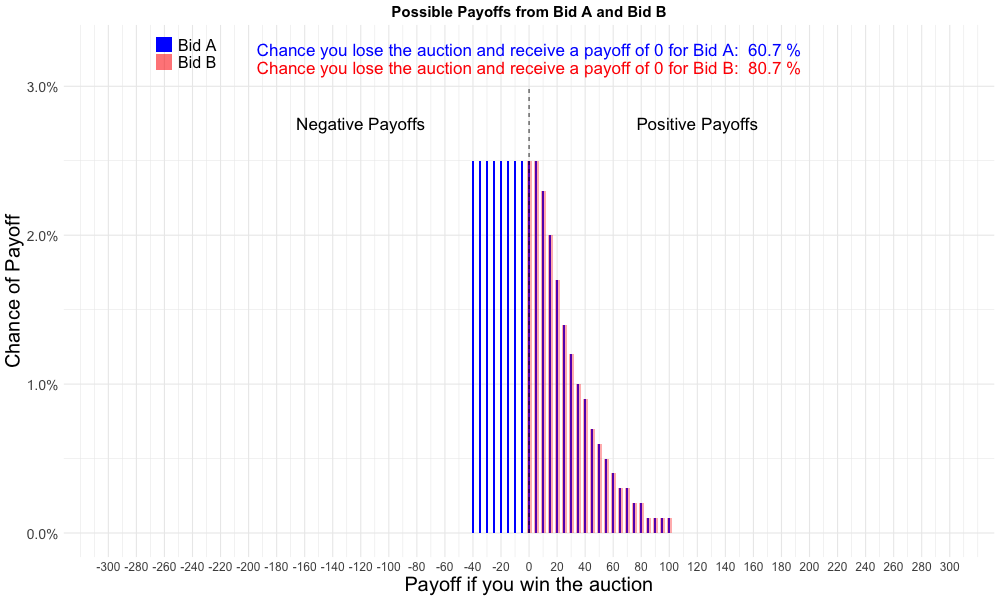 Possible Payoffs from Bid A and Bid B
Bid A
Bid B
Chance you lose the auction and receive a payoff of 0 for Bid A: 60.7 %
Chance you lose the auction and receive a payoff of 0 for Bid B: 80.7 %
Negative Payoffs
Positive Payoffs
Chance of Payoff
3.0%
2.0%
1.0%
0.0%
-300 -280 -260 -240 -220 -200 -180 -160 -140 -120 -100 -80 -60 -40 -20 0 20 40 60 80 100 120 140 160 180 200 220 240 260 280 300
Payoff if you win the auction